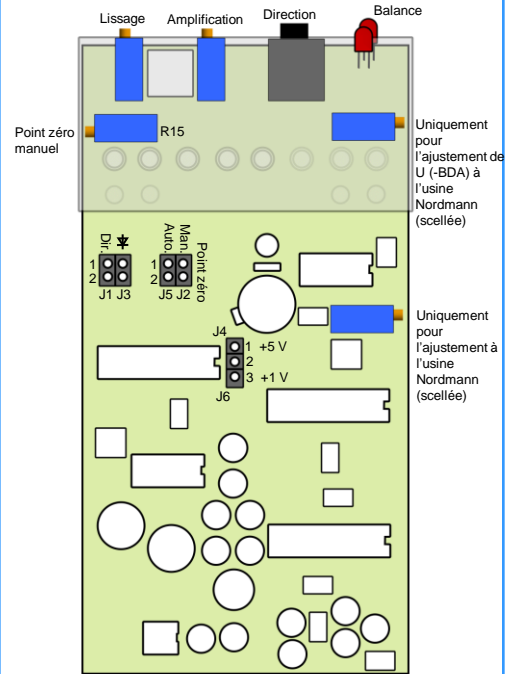 Lissage
Amplification
Direction
Balance
Point zéro
manuel
R15
Uniquement
pour
l'ajustement de
U (-BDA) à
l'usine
Nordmann
(scellée)
Dir.
Auto.
Man.
Point zéro
1
2
J1 J3
1
2
J5 J2
J4
1 +5 V
2
3 +1 V
J6
Uniquement
pour
l'ajustement à
l'usine
Nordmann
(scellée)